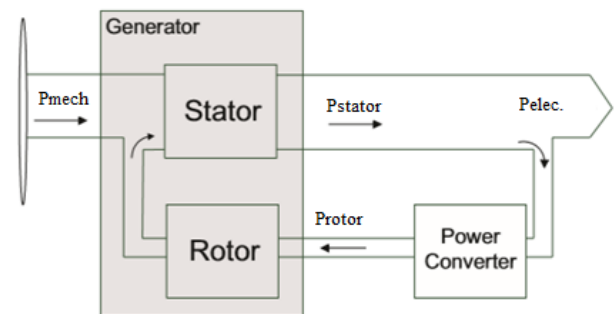 Generator
Pmech
Stator
Pstator
Pelec.
Protor
Rotor
Power
Converter